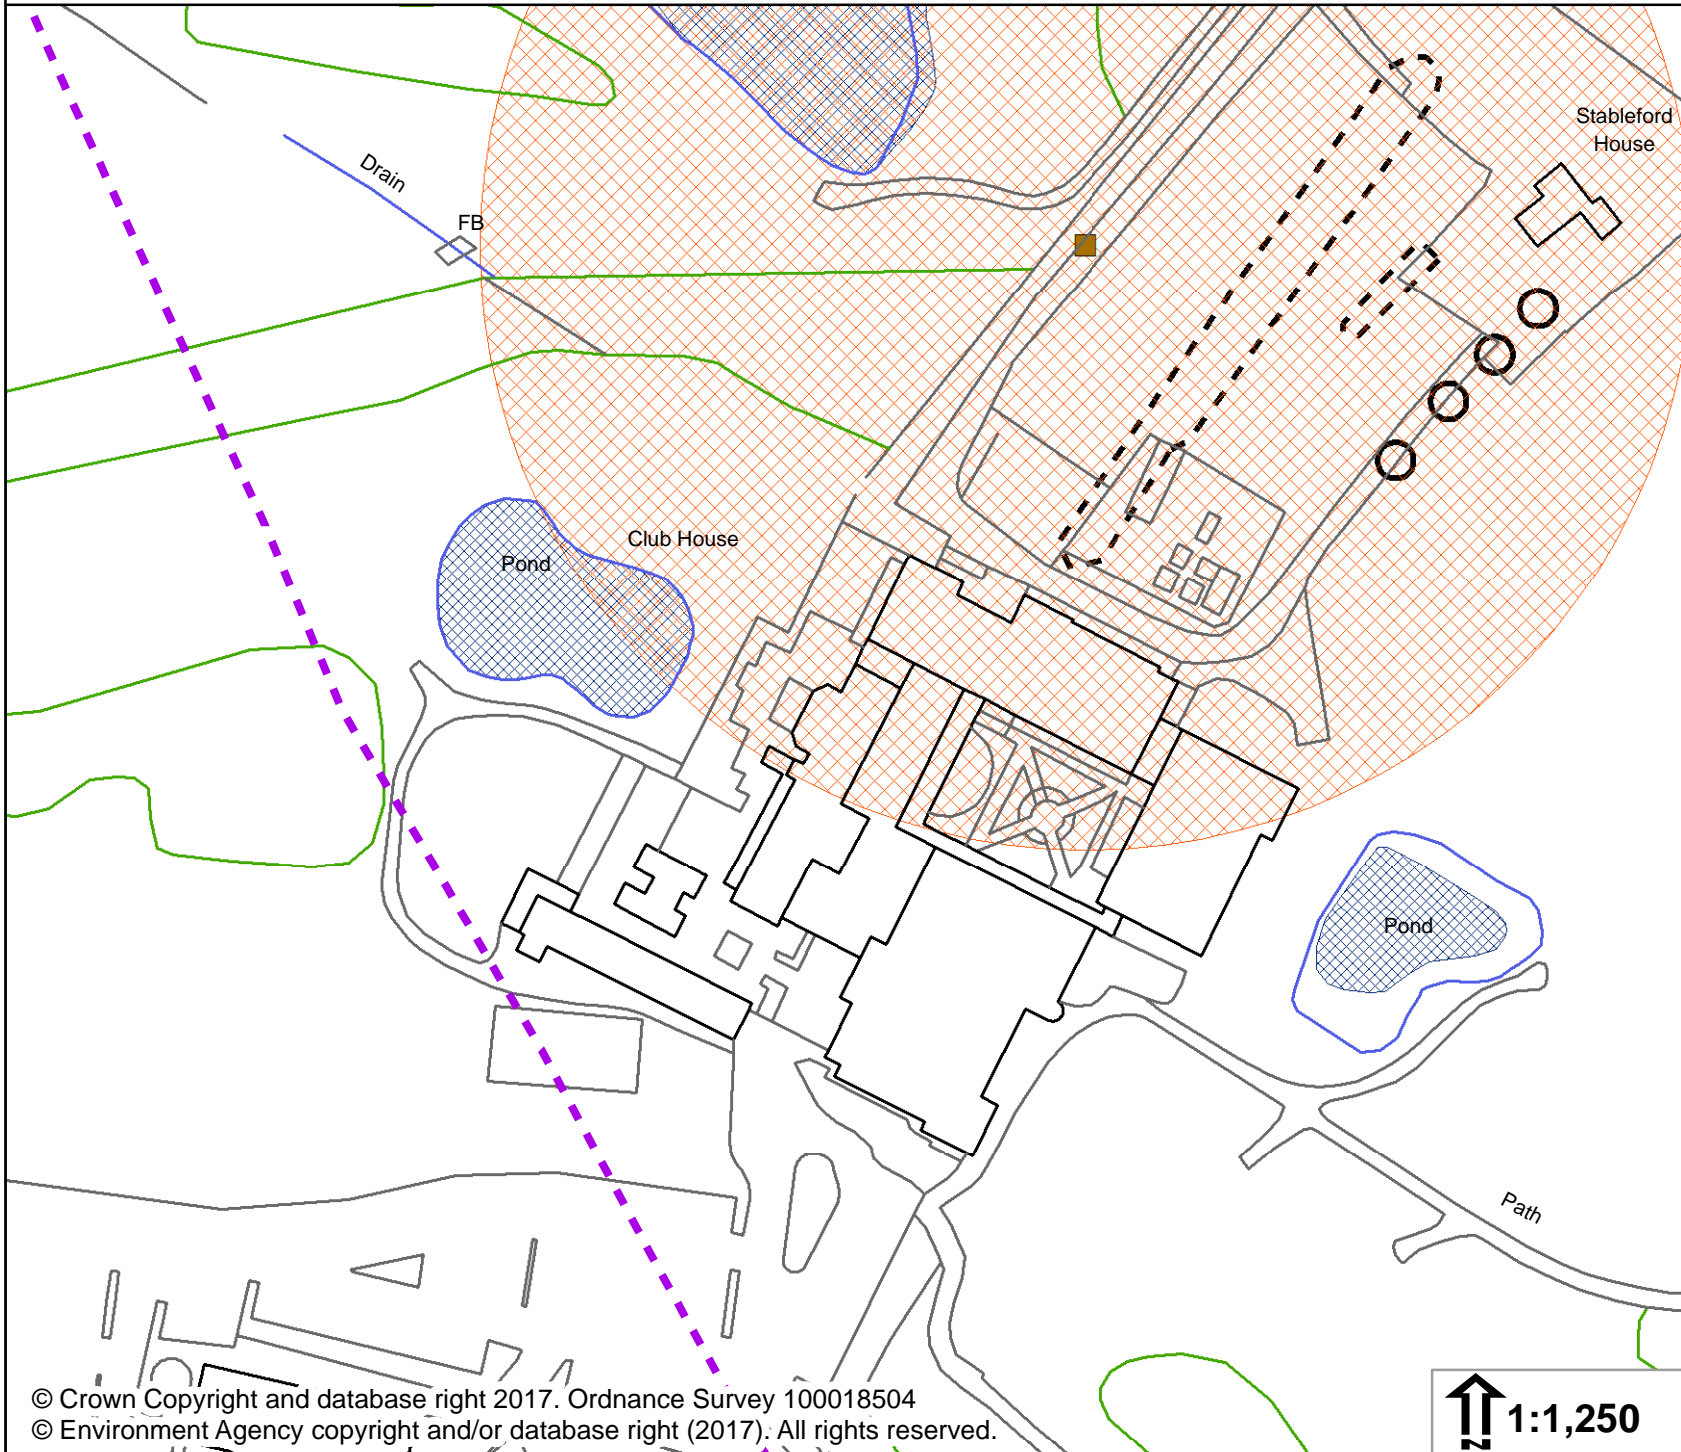 Stableford
House
Drain
FB
Club House
Pond
Pond
Path
© Crown Copyright and database right 2017. Ordnance Survey 100018504
© Environment Agency copyright and/or database right (2017). All rights reserved.
1:1,250
N